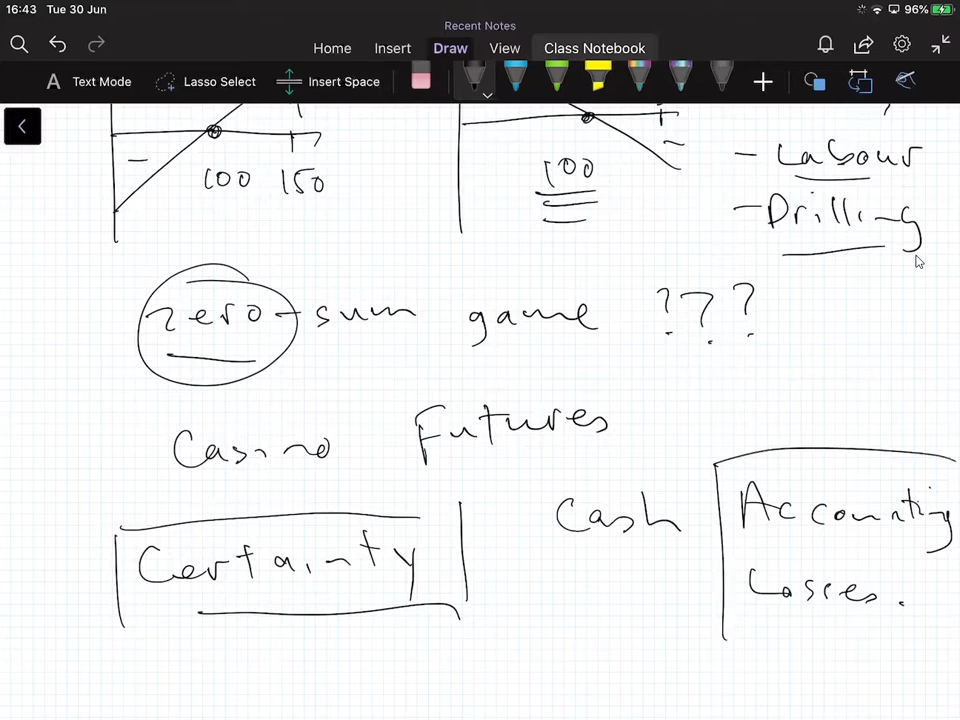 16:43 Tue 30 Jun
96%
Recent Notes
Home Insert Draw View Class Notebook
Text Mode Lasso Select Insert Space
100 150
100
- Labour
- Drilling
zero-sum game ???
Casino Futures
Certainty
Cash
Accounting
Losses.